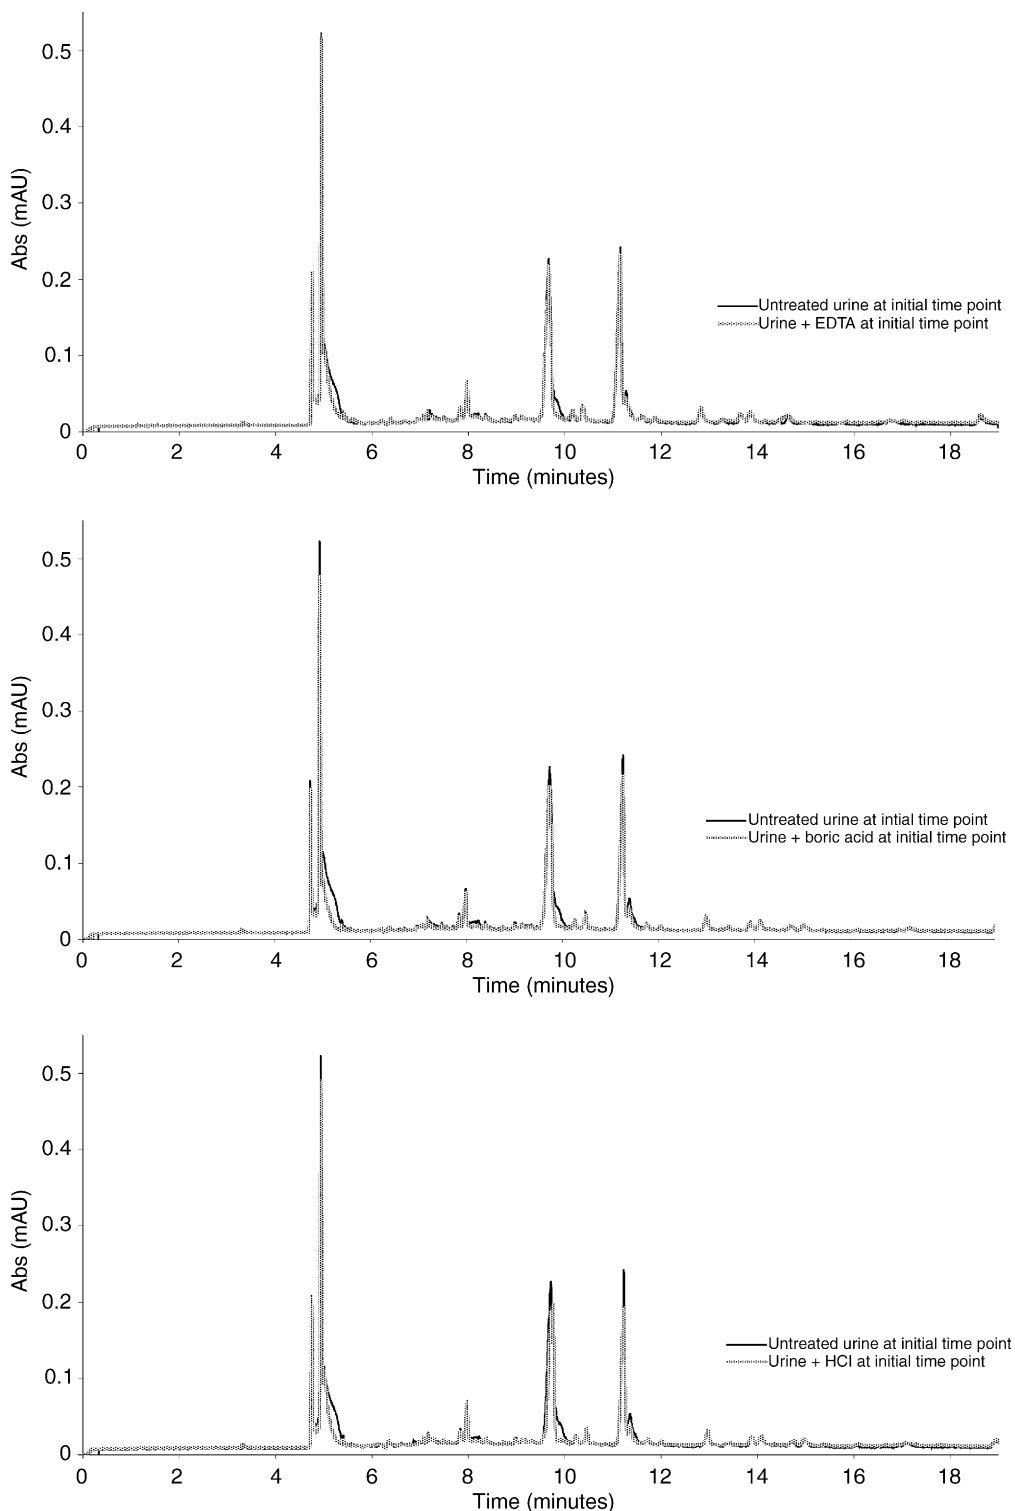 0.5
0.4
0.3
0.2
0.1
0
Abs (mAU)
Untreated urine at initial time point
Urine + EDTA at initial time point
0 2 4 6 8 10 12 14 16 18
Time (minutes)
0.5
0.4
0.3
0.2
0.1
0
Abs (mAU)
Untreated urine at intial time point
Urine + boric acid at initial time point
0 2 4 6 8 10 12 14 16 18
Time (minutes)
0.5
0.4
0.3
0.2
0.1
0
Abs (mAU)
Untreated urine at initial time point
Urine + HCl at initial time point
0 2 4 6 8 10 12 14 16 18
Time (minutes)